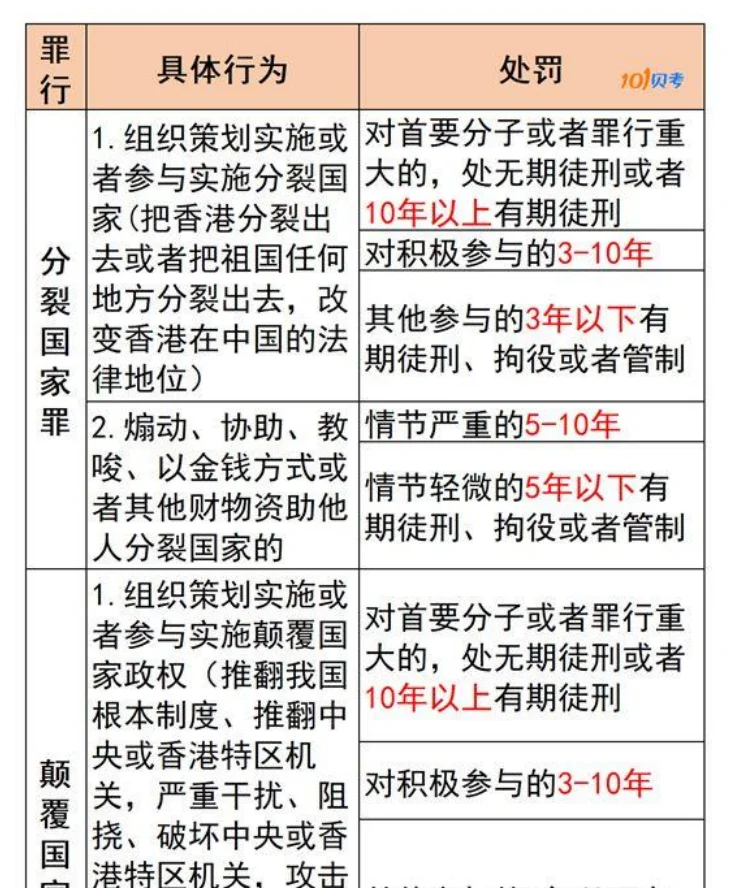 罪行
具体行为
处罚
101贝考
分裂国家罪
1.组织策划实施或
者参与实施分裂国
家(把香港分裂出
去或者把祖国任何
地方分裂出去，改
变香港在中国的法
律地位）
对首要分子或者罪行重
大的，处无期徒刑或者
10年以上有期徒刑
对积极参与的3-10年
其他参与的3年以下有
期徒刑、拘役或者管制
2.煽动、协助、教
唆、以金钱方式或
者其他财物资助他
人分裂国家的
情节严重的5-10年
情节轻微的5年以下有
期徒刑、拘役或者管制
颠覆国
1.组织策划实施或
者参与实施颠覆国
家政权（推翻我国
根本制度、推翻中
央或香港特区机
关，严重干扰、阻
挠、破坏中央或香
港特区机关，攻击
对首要分子或者罪行重
大的，处无期徒刑或者
10年以上有期徒刑
对积极参与的3-10年